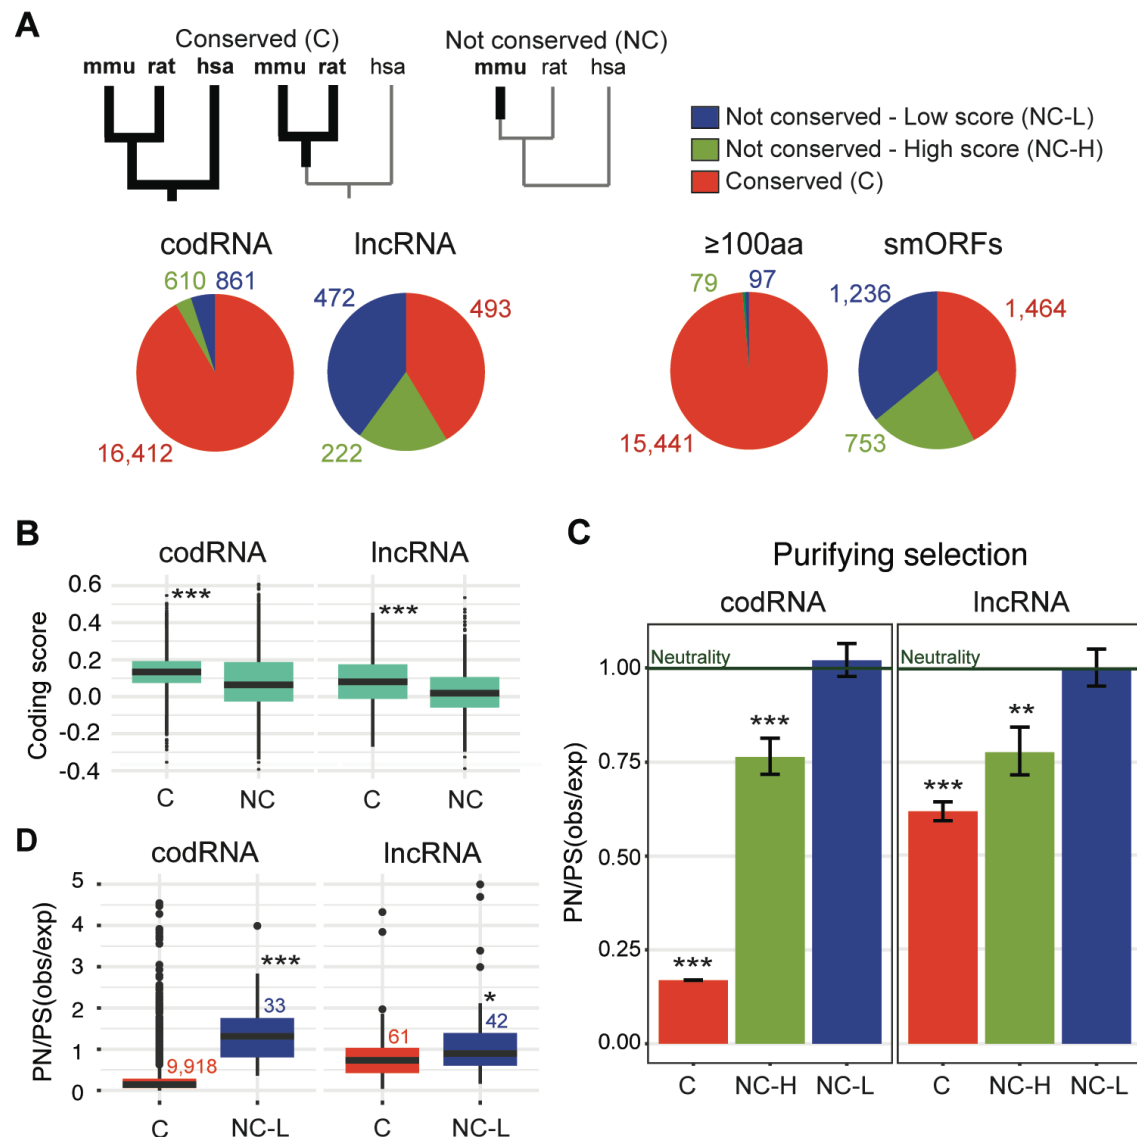 A
Conserved (C)
mmu rat hsa mmu rat hsa
Not conserved (NC)
mmu rat hsa
Not conserved - Low score (NC-L)
Not conserved - High score (NC-H)
Conserved (C)
codRNA
610 861
16,412
lncRNA
472
493
222
≥100aa
79 97
15,441
smORFs
1,236
1,464
753
B
codRNA lncRNA
Coding score
0.6
0.4
0.2
0.0
-0.2
-0.4
*** ***
C NC C NC
C
Purifying selection
codRNA lncRNA
PN/PS(obs/exp)
1.00
0.75
0.50
0.25
0.00
Neutrality Neutrality
*** *** *** **
C NC-H NC-L C NC-H NC-L
D
codRNA lncRNA
PN/PS(obs/exp)
5
4
3
2
1
0
9,918
***
33
61
*
42
C NC-L C NC-L